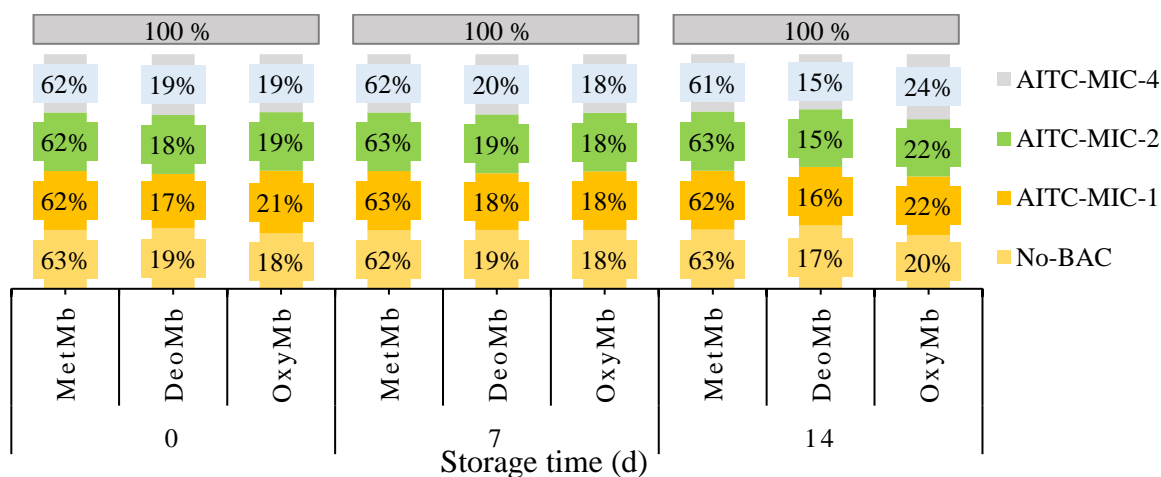 100 % 100 % 100 %
62% 19% 19% 62% 20% 18% 61% 15% 24% AITC-MIC-4
62% 18% 19% 63% 19% 18% 63% 15% 22% AITC-MIC-2
62% 17% 21% 63% 18% 18% 62% 16% 22% AITC-MIC-1
63% 19% 18% 62% 19% 18% 63% 17% 20% No-BAC
MetMb DeoMb OxyMb MetMb DeoMb OxyMb MetMb DeoMb OxyMb
0 7 14
Storage time (d)